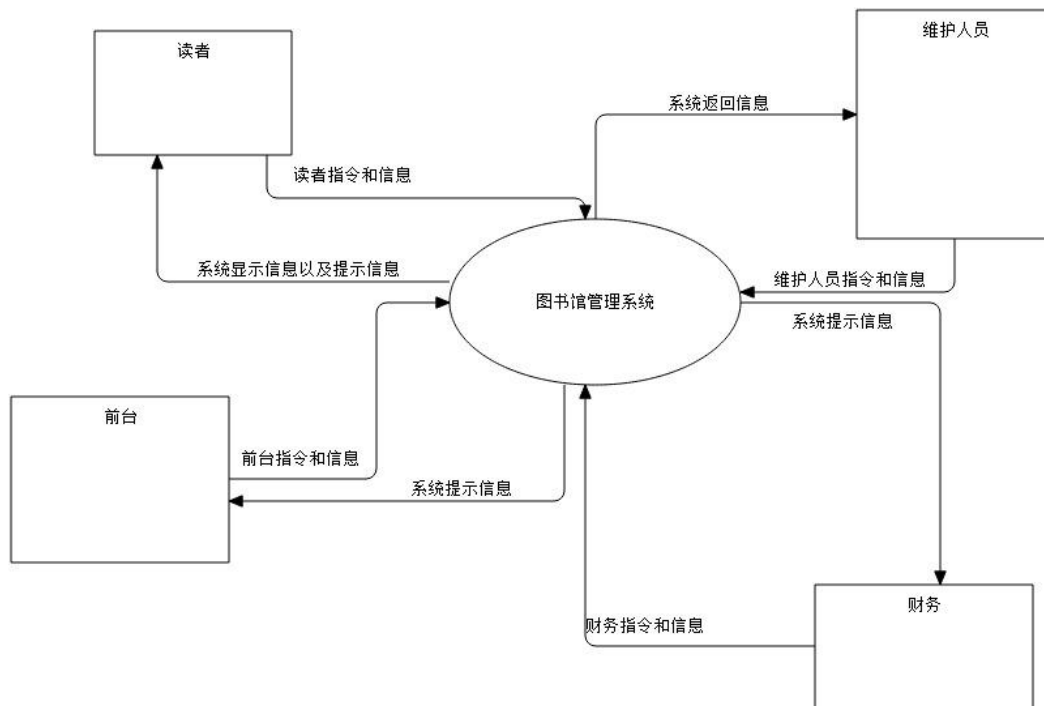 读者
维护人员
系统返回信息
读者指令和信息
系统显示信息以及提示信息
维护人员指令和信息
图书馆管理系统
系统提示信息
前台
前台指令和信息
系统提示信息
财务
财务指令和信息